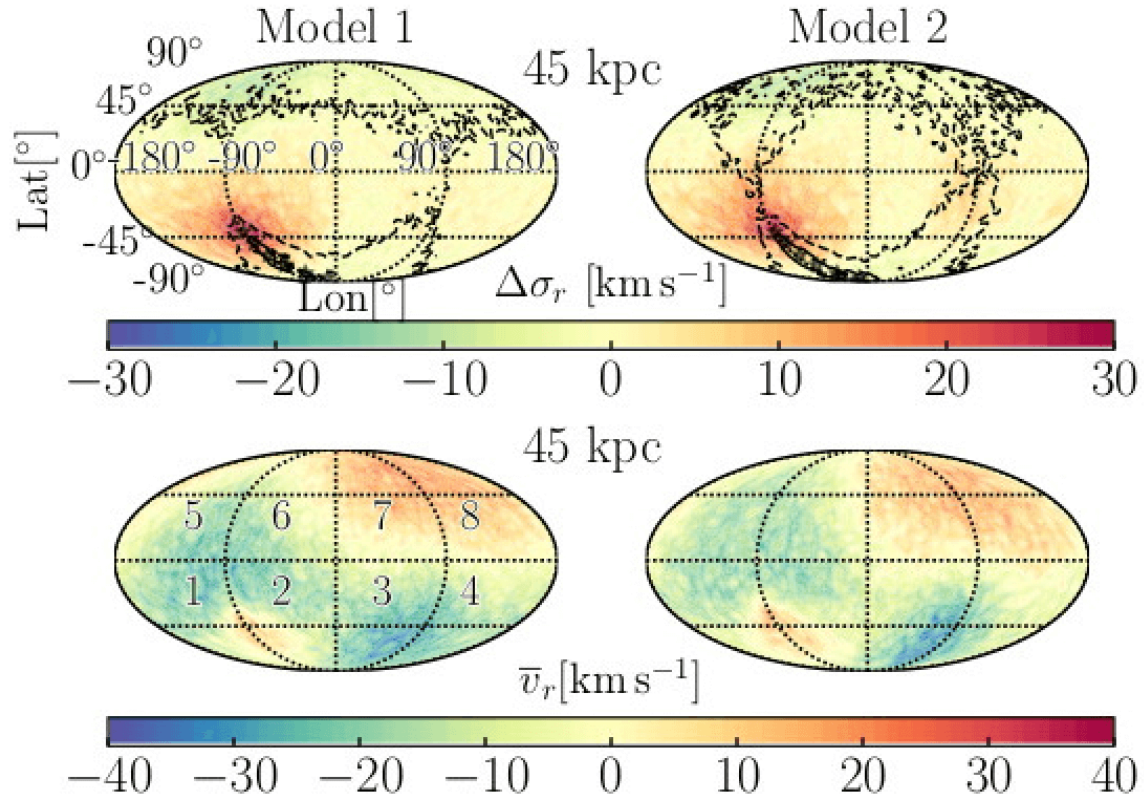 Model 1 Model 2
45 kpc
90°
45°
0° -180° -90° 0° 90° 180°
-45°
-90°
Lat[°]
Lon[°]
Δσr [km s−1]
−30 −20 −10 0 10 20 30
45 kpc
5 6 7 8
1 2 3 4
v̅r[km s−1]
−40 −30 −20 −10 0 10 20 30 40